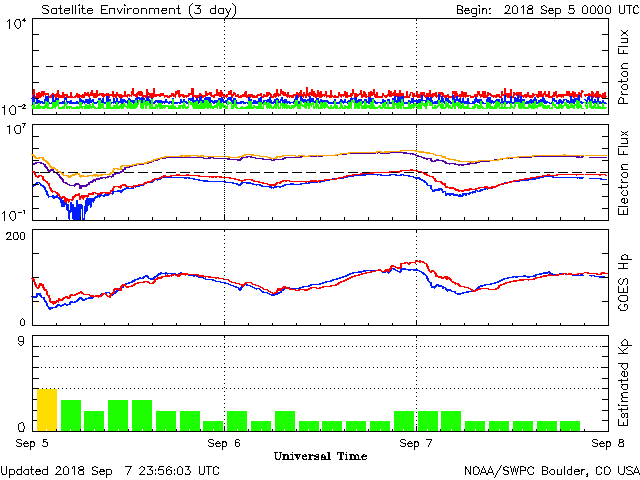 Satellite Environment (3 day) Begin: 2018 Sep 5 0000 UTC
10^4
10^-2
Proton Flux
10^7
10^-1
Electron Flux
200
0
GOES Hp
9
0
Estimated Kp
Sep 5 Sep 6 Sep 7 Sep 8
Universal Time
Updated 2018 Sep 7 23:56:03 UTC NOAA/SWPC Boulder, CO USA